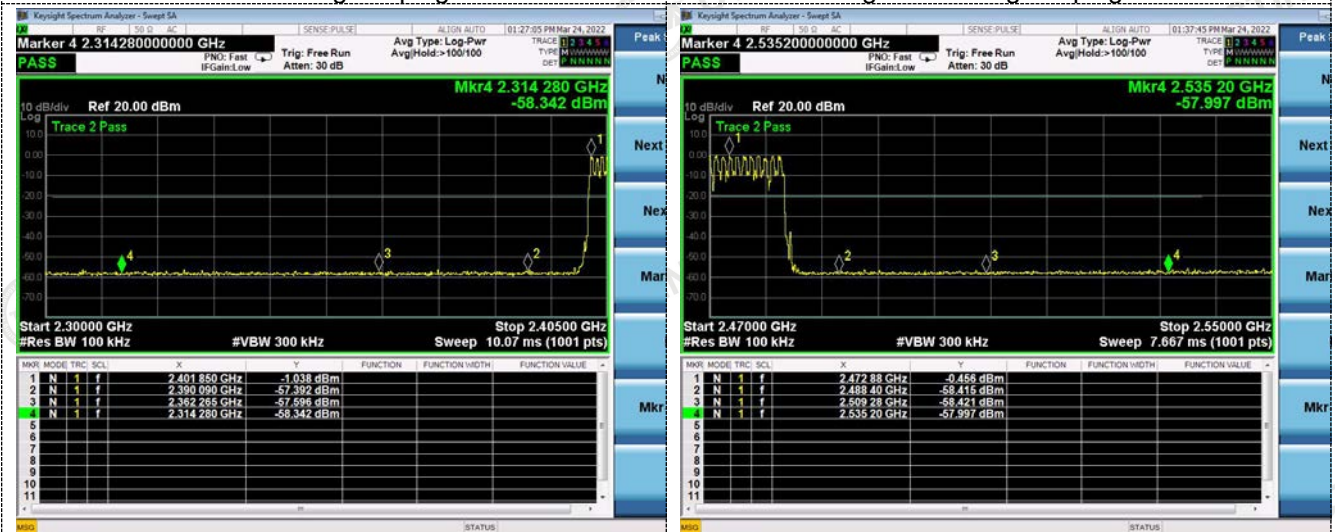 Keysight Spectrum Analyzer - Swept SA
RF 50 Ω AC SENSE:PULSE ALIGN AUTO 01:27:05 PM Mar 24, 2022
Marker 4 2.314280000000 GHz
PASS
PNO: Fast
IFGain:Low
Trig: Free Run
Atten: 30 dB
Avg Type: Log-Pwr
Avg|Hold:>100/100
TRACE 1 2 3 4 5 6
TYPE M WWWWW
DET P NNNNN
Mkr4 2.314 280 GHz
-58.342 dBm
10 dB/div Ref 20.00 dBm
Log
Trace 2 Pass
10.0
0.00
-10.0
-20.0
-30.0
-40.0
-50.0
-60.0
-70.0
1
4
3
2
Start 2.30000 GHz
Stop 2.40500 GHz
#Res BW 100 kHz
#VBW 300 kHz
Sweep 10.07 ms (1001 pts)
MKR MODE TRC SCL X Y FUNCTION FUNCTION WIDTH FUNCTION VALUE
1 N 1 f 2.401 850 GHz -1.038 dBm
2 N 1 f 2.390 090 GHz -57.392 dBm
3 N 1 f 2.362 265 GHz -57.596 dBm
4 N 1 f 2.314 280 GHz -58.342 dBm
5
6
7
8
9
10
11
MSG
STATUS
Keysight Spectrum Analyzer - Swept SA
RF 50 Ω AC SENSE:PULSE ALIGN AUTO 01:37:45 PM Mar 24, 2022
Marker 4 2.535200000000 GHz
PASS
PNO: Fast
IFGain:Low
Trig: Free Run
Atten: 30 dB
Avg Type: Log-Pwr
Avg|Hold:>100/100
TRACE 1 2 3 4 5 6
TYPE M WWWWW
DET P NNNNN
Mkr4 2.535 20 GHz
-57.997 dBm
10 dB/div Ref 20.00 dBm
Log
Trace 2 Pass
10.0
0.00
-10.0
-20.0
-30.0
-40.0
-50.0
-60.0
-70.0
1
2
3
4
Start 2.47000 GHz
Stop 2.55000 GHz
#Res BW 100 kHz
#VBW 300 kHz
Sweep 7.667 ms (1001 pts)
MKR MODE TRC SCL X Y FUNCTION FUNCTION WIDTH FUNCTION VALUE
1 N 1 f 2.472 88 GHz -0.456 dBm
2 N 1 f 2.488 40 GHz -58.415 dBm
3 N 1 f 2.509 28 GHz -58.421 dBm
4 N 1 f 2.535 20 GHz -57.997 dBm
5
6
7
8
9
10
11
MSG
STATUS